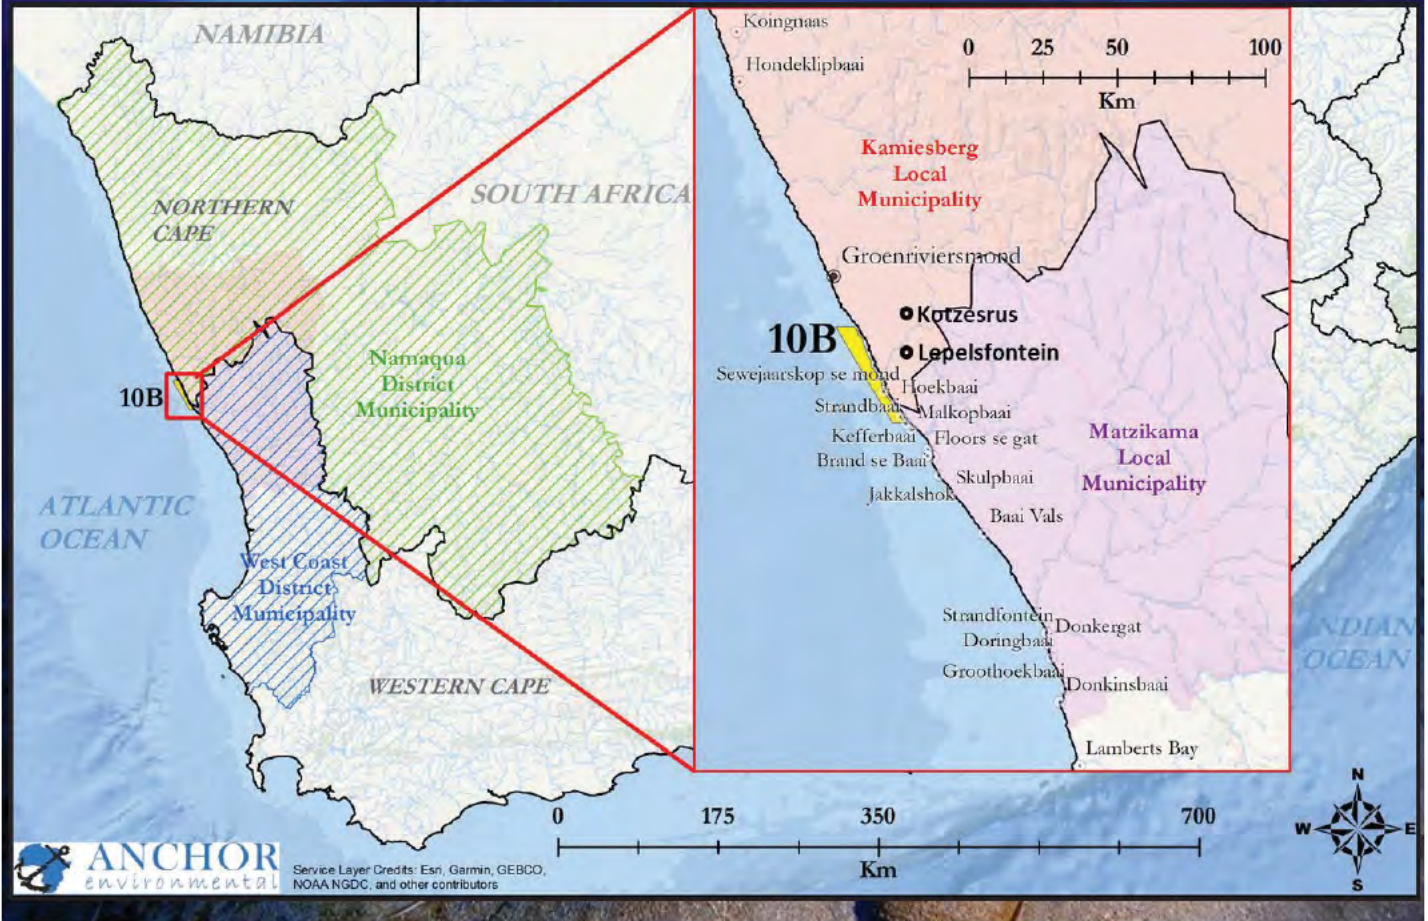 NAMIBIA
SOUTH AFRICA
NORTHERN
CAPE
Namaqua
District
Municipality
10B
ATLANTIC
OCEAN
West Coast
District
Municipality
WESTERN CAPE
Koingnaas
Hondeklipbaai
0 25 50 100
Km
Kamiesberg
Local
Municipality
Groenriviersmond
Kotzesrus
10B
Lepelsfontein
Sewejaarskop se mond
Hoekbaai
Strandbaai
Malkopbaai
Kefferbaai
Floors se gat
Brand se Baai
Skulpbaai
Jakkalshok
Baai Vals
Matzikama
Local
Municipality
Strandfontein
Donkergat
Doringbaai
Groothoekbaai
Donkinsbaai
Lamberts Bay
INDIAN
OCEAN
0 175 350 700
Km
N
W E
S
ANCHOR
environmental
Service Layer Credits: Esri, Garmin, GEBCO,
NOAA NGDC, and other contributors